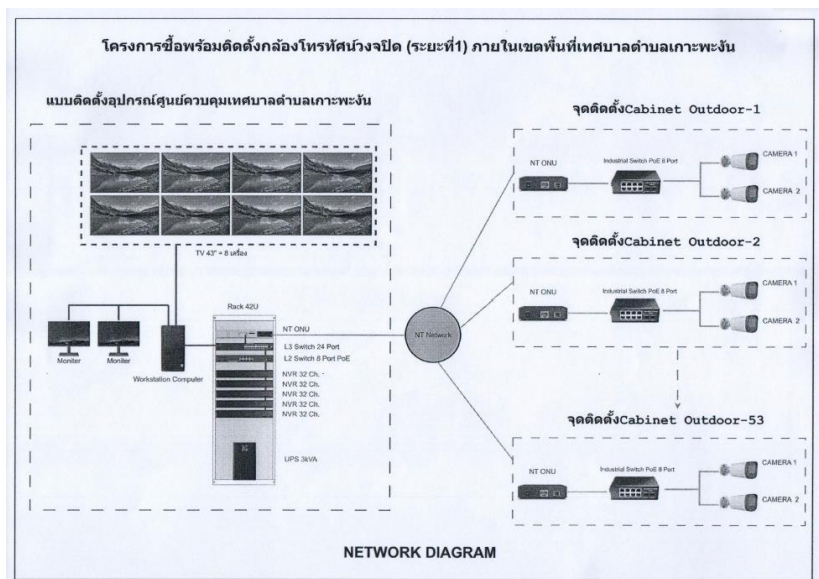 โครงการซื้อพร้อมติดตั้งกล้องโทรทัศน์วงจรปิด (ระยะที่1) ภายในเขตพื้นที่เทศบาลตำบลเกาะพะงัน
แบบติดตั้งอุปกรณ์ศูนย์ควบคุมเทศบาลตำบลเกาะพะงัน
TV 43" = 8 เครื่อง
Moniter
Moniter
Workstation Computer
Rack 42U
NT ONU
L3 Switch 24 Port
L2 Switch 8 Port PoE
NVR 32 Ch.
NVR 32 Ch.
NVR 32 Ch.
NVR 32 Ch.
NVR 32 Ch.
UPS 3kVA
NT Network
จุดติดตั้งCabinet Outdoor-1
NT ONU
Industrial Switch PoE 8 Port
CAMERA 1
CAMERA 2
จุดติดตั้งCabinet Outdoor-2
NT ONU
Industrial Switch PoE 8 Port
CAMERA 1
CAMERA 2
จุดติดตั้งCabinet Outdoor-53
NT ONU
Industrial Switch PoE 8 Port
CAMERA 1
CAMERA 2
NETWORK DIAGRAM